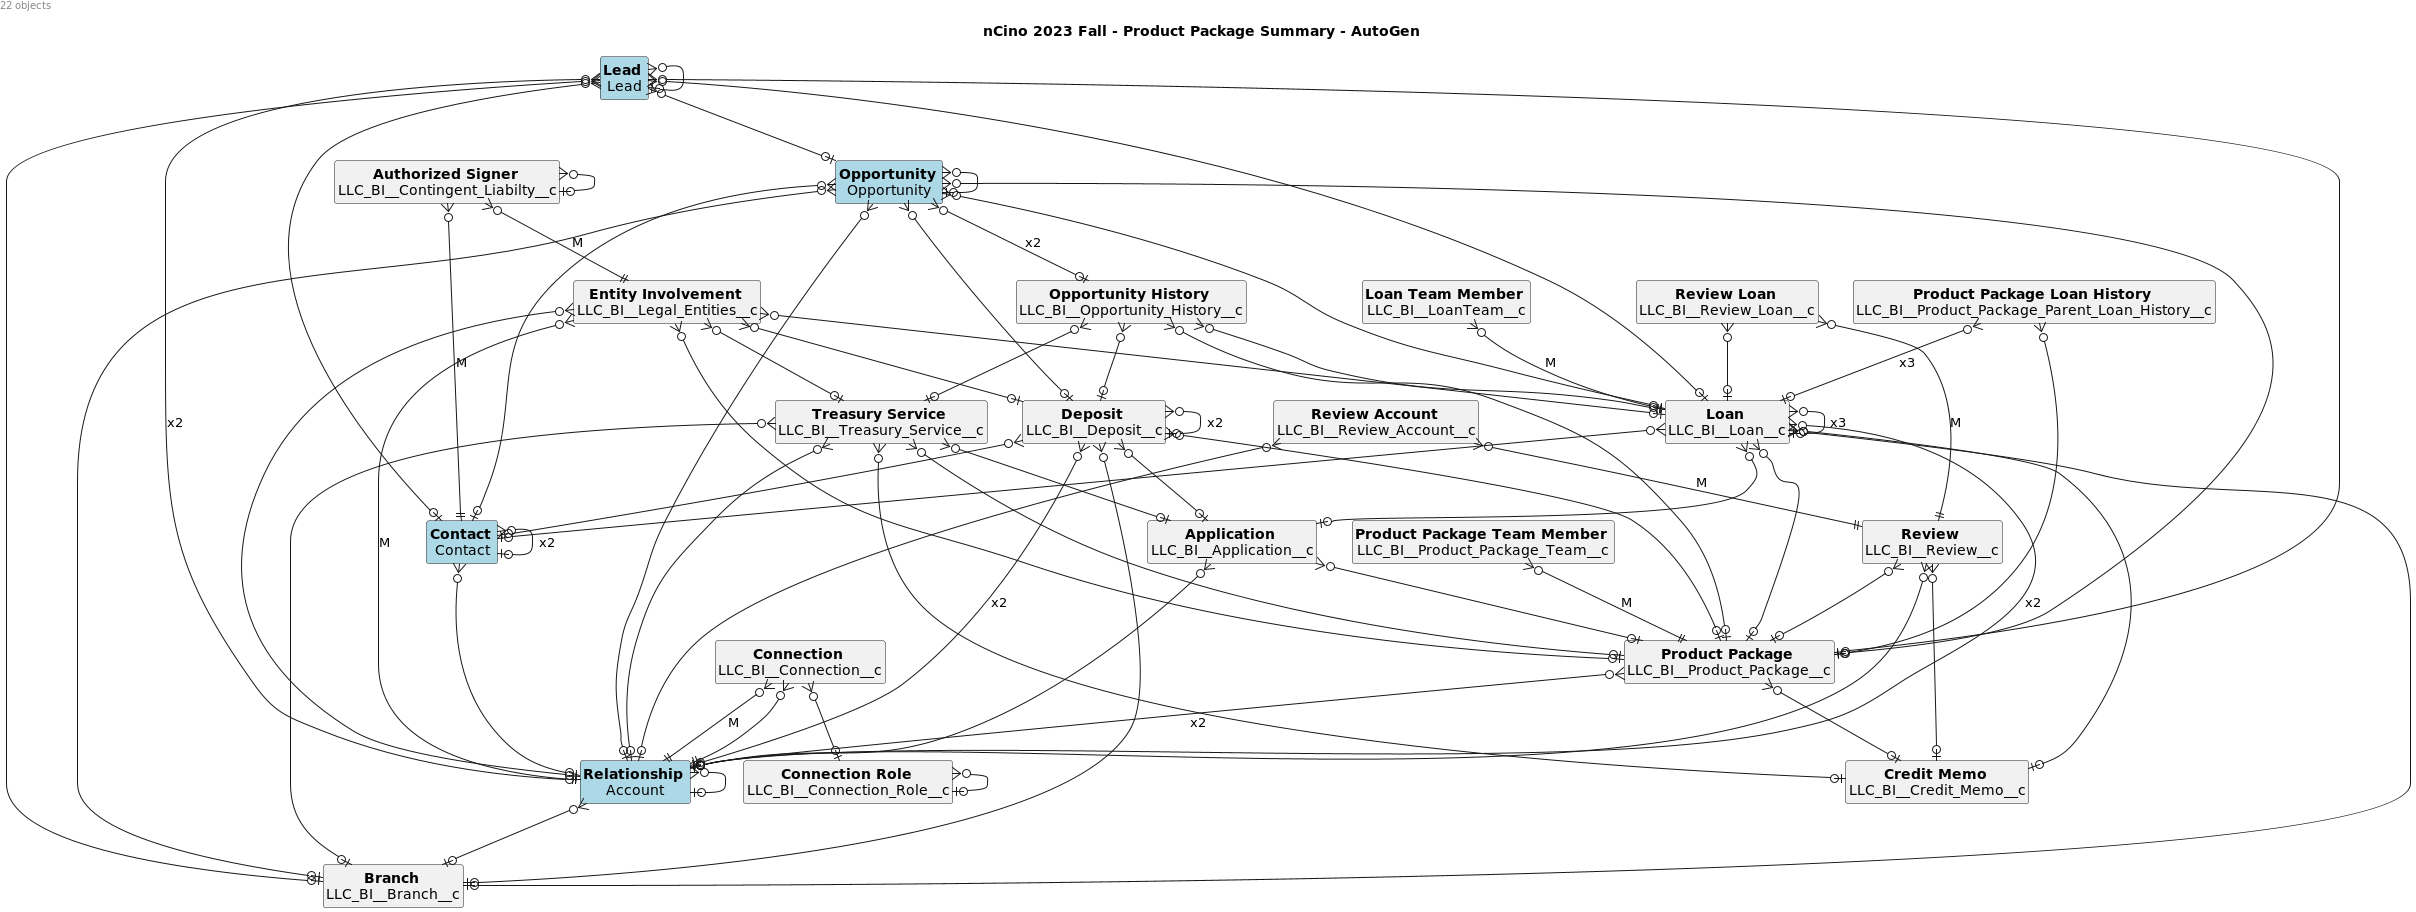 22 objects
nCino 2023 Fall - Product Package Summary - AutoGen
Lead
Lead
Authorized Signer
LLC_BI__Contingent_Liabilty__c
Opportunity
Opportunity
M
x2
Entity Involvement
LLC_BI__Legal_Entities__c
Opportunity History
LLC_BI__Opportunity_History__c
Loan Team Member
LLC_BI__LoanTeam__c
Review Loan
LLC_BI__Review_Loan__c
Product Package Loan History
LLC_BI__Product_Package_Parent_Loan_History__c
M
M
x3
x2
Treasury Service
LLC_BI__Treasury_Service__c
Deposit
LLC_BI__Deposit__c
x2
Review Account
LLC_BI__Review_Account__c
Loan
LLC_BI__Loan__c
x3
M
M
Contact
Contact
x2
M
Application
LLC_BI__Application__c
Product Package Team Member
LLC_BI__Product_Package_Team__c
Review
LLC_BI__Review__c
x2
M
x2
Connection
LLC_BI__Connection__c
Product Package
LLC_BI__Product_Package__c
M
x2
Relationship
Account
Connection Role
LLC_BI__Connection_Role__c
Credit Memo
LLC_BI__Credit_Memo__c
Branch
LLC_BI__Branch__c